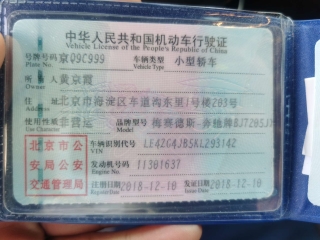 中华人民共和国机动车行驶证
Vehicle License of the People's Republic of China
号牌号码 京Q9C999 车辆类型 小型轿车
Plate No. Vehicle Type
所有人 黄京霞
Owner
住址 北京市海淀区车道沟东里1号楼203号
使用性质 非营运 品牌型号 梅赛德斯-奔驰牌
Use Character
北京市公安局公安交通管理局
车辆识别代号
VIN
发动机号码 11301637
注册日期 2018-12-10 发证日期 2018-12-10